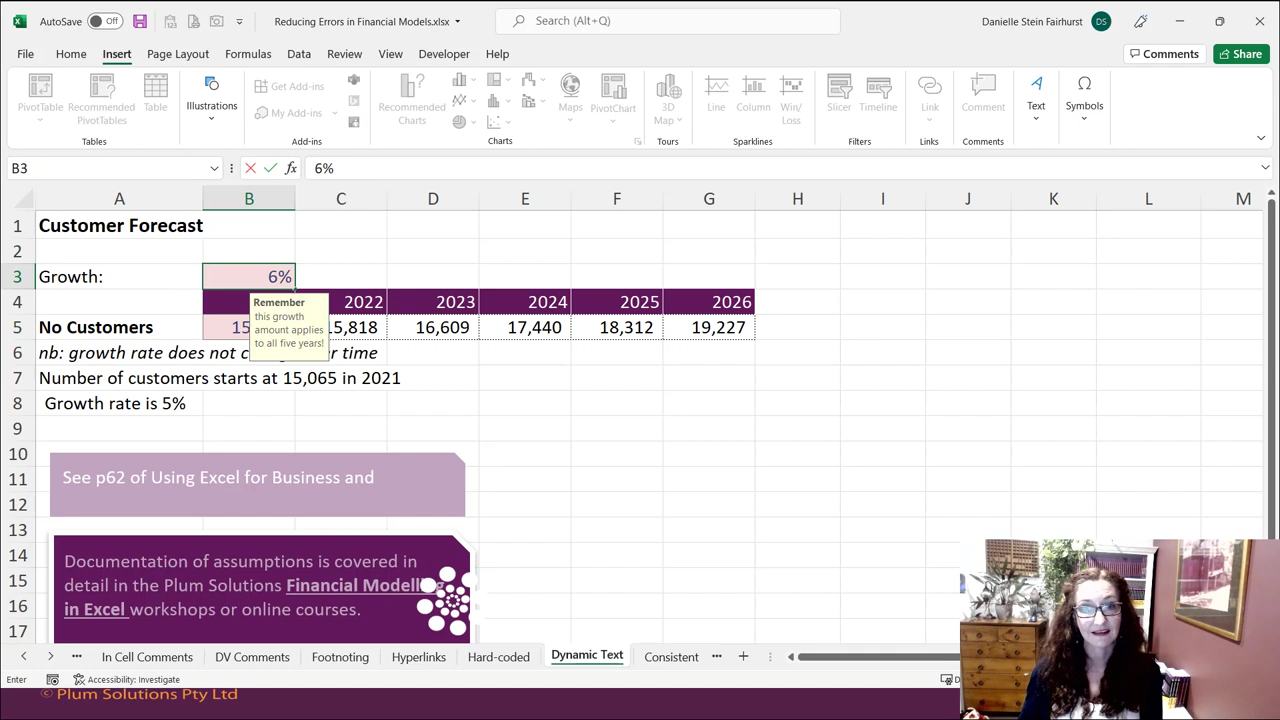 AutoSave Off
Reducing Errors in Financial Models.xlsx
Search (Alt+Q)
Danielle Stein Fairhurst DS
File Home Insert Page Layout Formulas Data Review View Developer Help
Comments Share
PivotTable
Recommended PivotTables
Table
Illustrations
Get Add-ins
My Add-ins
Recommended Charts
Maps
PivotChart
3D Map
Line
Column
Win/Loss
Slicer
Timeline
Link
Comment
Text
Symbols
Tables Add-ins Charts Tours Sparklines Filters Links Comments
B3 fx 6%
A B C D E F G H I J K L M
1 Customer Forecast
2
3 Growth: 6%
4 2022 2023 2024 2025 2026
Remember
this growth
amount applies
to all five years!
5 No Customers 15 15,818 16,609 17,440 18,312 19,227
6 nb: growth rate does not c r time
7 Number of customers starts at 15,065 in 2021
8 Growth rate is 5%
9
10
11 See p62 of Using Excel for Business and
12
13
14 Documentation of assumptions is covered in
15 detail in the Plum Solutions Financial Modelling
16 in Excel workshops or online courses.
17
... In Cell Comments DV Comments Footnoting Hyperlinks Hard-coded Dynamic Text Consistent ...
Enter Accessibility: Investigate D
© Plum Solutions Pty Ltd